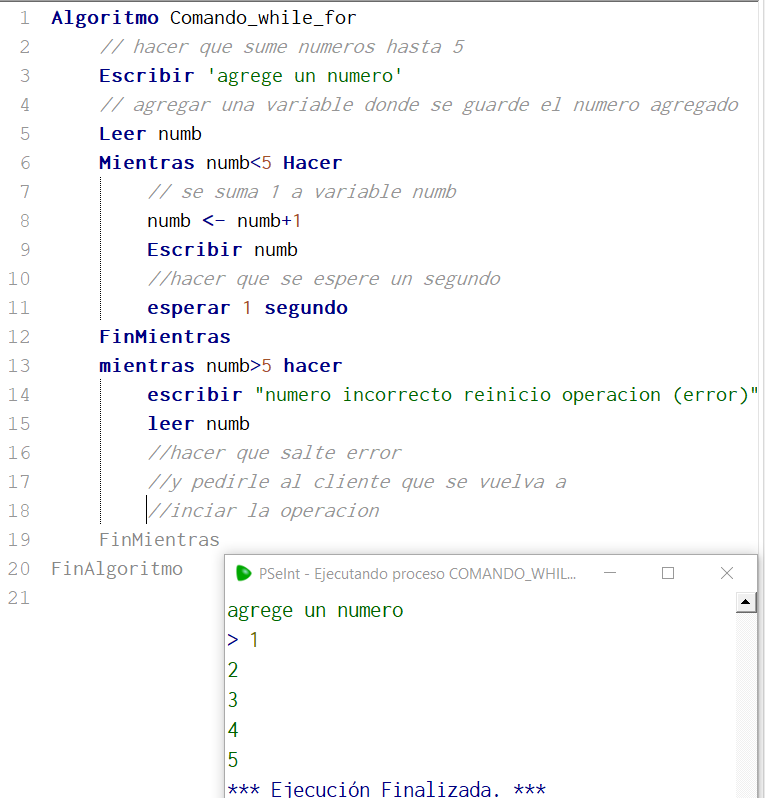 1 Algoritmo Comando_while_for
2 // hacer que sume numeros hasta 5
3 Escribir 'agrege un numero'
4 // agregar una variable donde se guarde el numero agregado
5 Leer numb
6 Mientras numb<5 Hacer
7 // se suma 1 a variable numb
8 numb <- numb+1
9 Escribir numb
10 //hacer que se espere un segundo
11 esperar 1 segundo
12 FinMientras
13 mientras numb>5 hacer
14 escribir "numero incorrecto reinicio operacion (error)"
15 leer numb
16 //hacer que salte error
17 //y pedirle al cliente que se vuelva a
18 //inciar la operacion
19 FinMientras
20 FinAlgoritmo
21
PSeInt - Ejecutando proceso COMANDO_WHIL...
agrege un numero
> 1
2
3
4
5
*** Ejecución Finalizada. ***